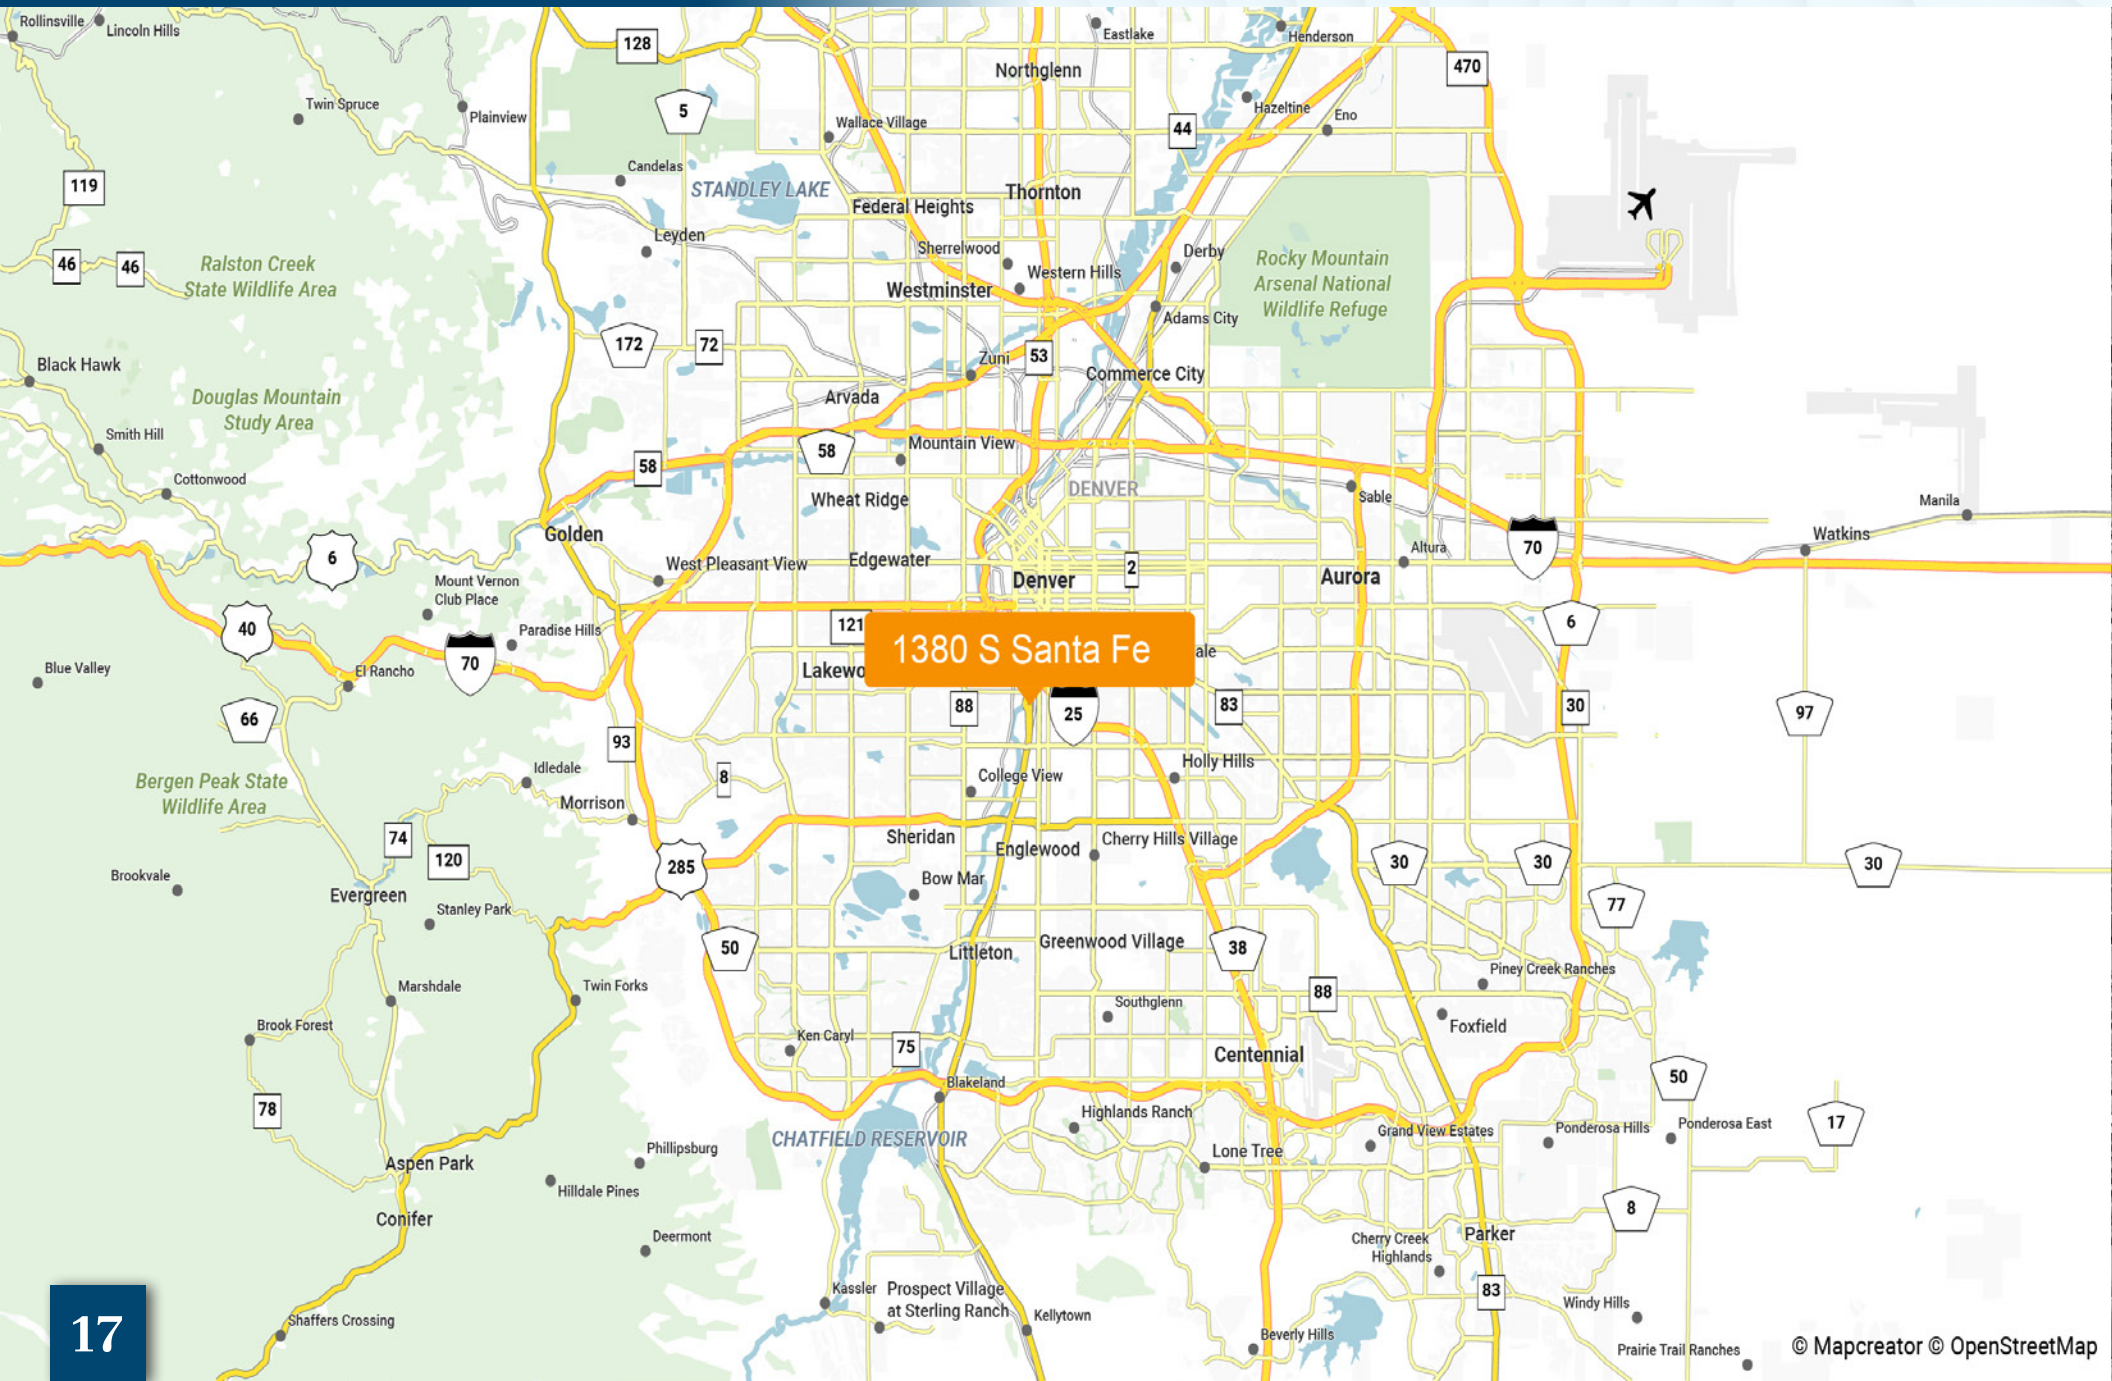 Rollinsville
Lincoln Hills
128
Eastlake
Henderson
Northglenn
470
Twin Spruce
Plainview
5
Wallace Village
44
Hazeltine
Eno
Candelas
119
STANDLEY LAKE
Thornton
Federal Heights
Leyden
Sherrelwood
Derby
46
46
Ralston Creek
State Wildlife Area
Western Hills
Westminster
Rocky Mountain
Arsenal National
Wildlife Refuge
Adams City
172
72
Zuni
53
Black Hawk
Commerce City
Douglas Mountain
Study Area
Arvada
Smith Hill
58
Mountain View
58
Cottonwood
DENVER
Wheat Ridge
Sable
Manila
Golden
Watkins
6
West Pleasant View
Edgewater
2
Altura
70
Denver
Aurora
Mount Vernon
Club Place
40
Paradise Hills
121
6
1380 S Santa Fe
ale
70
El Rancho
Lakewo
Blue Valley
66
88
25
83
30
97
93
Idledale
8
College View
Holly Hills
Bergen Peak State
Wildlife Area
Morrison
74
120
Sheridan
Englewood
Cherry Hills Village
285
30
30
30
Brookvale
Evergreen
Bow Mar
Stanley Park
77
50
Littleton
Greenwood Village
38
Marshdale
Twin Forks
88
Piney Creek Ranches
Southglenn
Brook Forest
Foxfield
Ken Caryl
75
Centennial
Blakeland
50
78
Highlands Ranch
CHATFIELD RESERVOIR
Grand View Estates
Ponderosa Hills
Ponderosa East
17
Phillipsburg
Lone Tree
Aspen Park
Hilldale Pines
Conifer
8
Deermont
Cherry Creek
Highlands
Parker
Kassler
Prospect Village
at Sterling Ranch
83
Windy Hills
Shaffers Crossing
Kellytown
Beverly Hills
Prairie Trail Ranches
17
© Mapcreator © OpenStreetMap